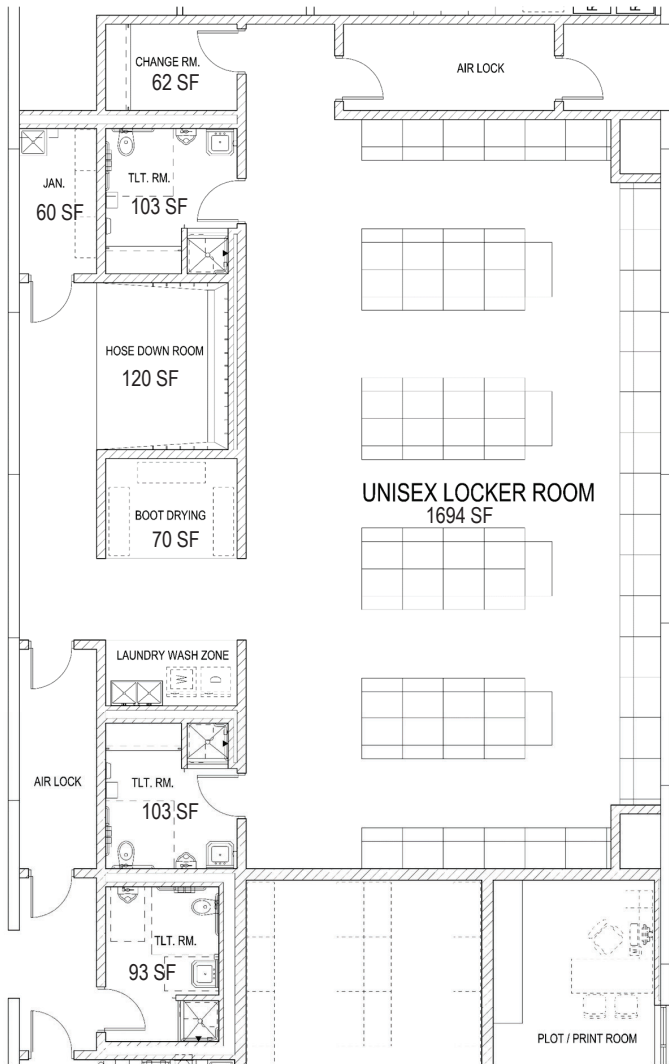 CHANGE RM.
62 SF
AIR LOCK
JAN.
60 SF
TLT. RM.
103 SF
HOSE DOWN ROOM
120 SF
UNISEX LOCKER ROOM
1694 SF
BOOT DRYING
70 SF
LAUNDRY WASH ZONE
W
D
AIR LOCK
TLT. RM.
103 SF
TLT. RM.
93 SF
PLOT / PRINT ROOM